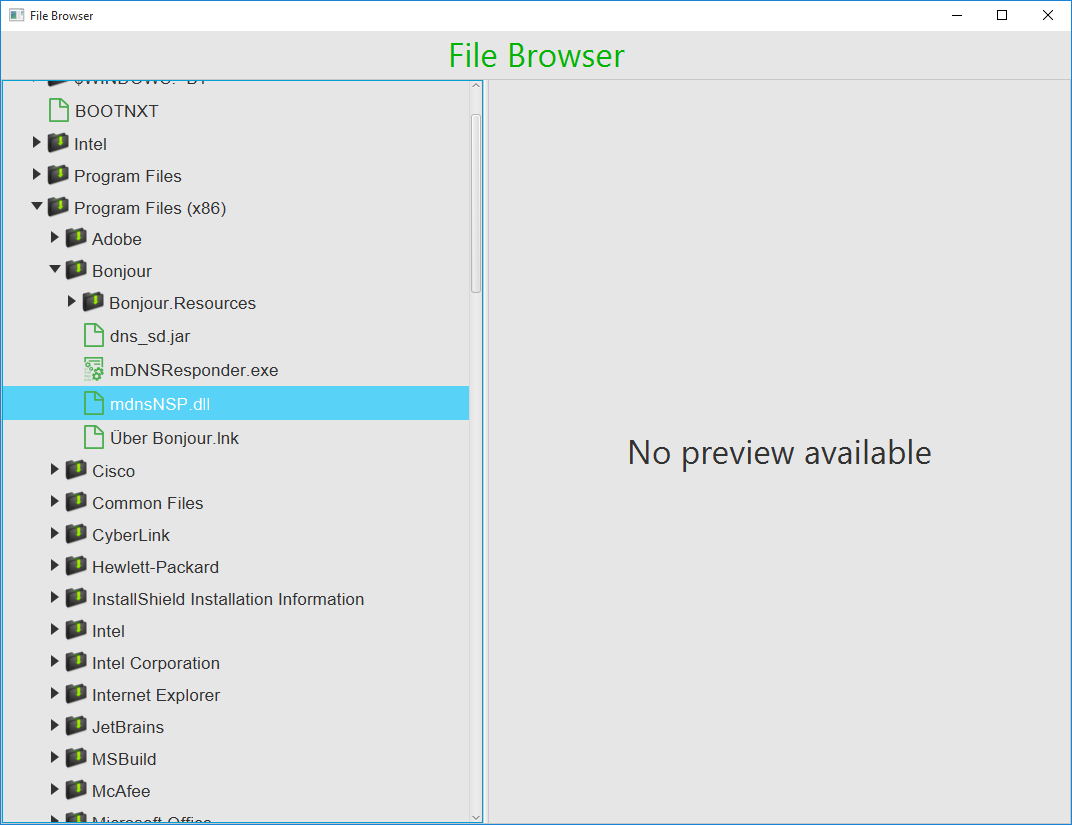 File Browser
File Browser
BOOTNXT
Intel
Program Files
Program Files (x86)
Adobe
Bonjour
Bonjour.Resources
dns_sd.jar
mDNSResponder.exe
mdnsNSP.dll
Über Bonjour.lnk
No preview available
Cisco
Common Files
CyberLink
Hewlett-Packard
InstallShield Installation Information
Intel
Intel Corporation
Internet Explorer
JetBrains
MSBuild
McAfee
Microsoft Office